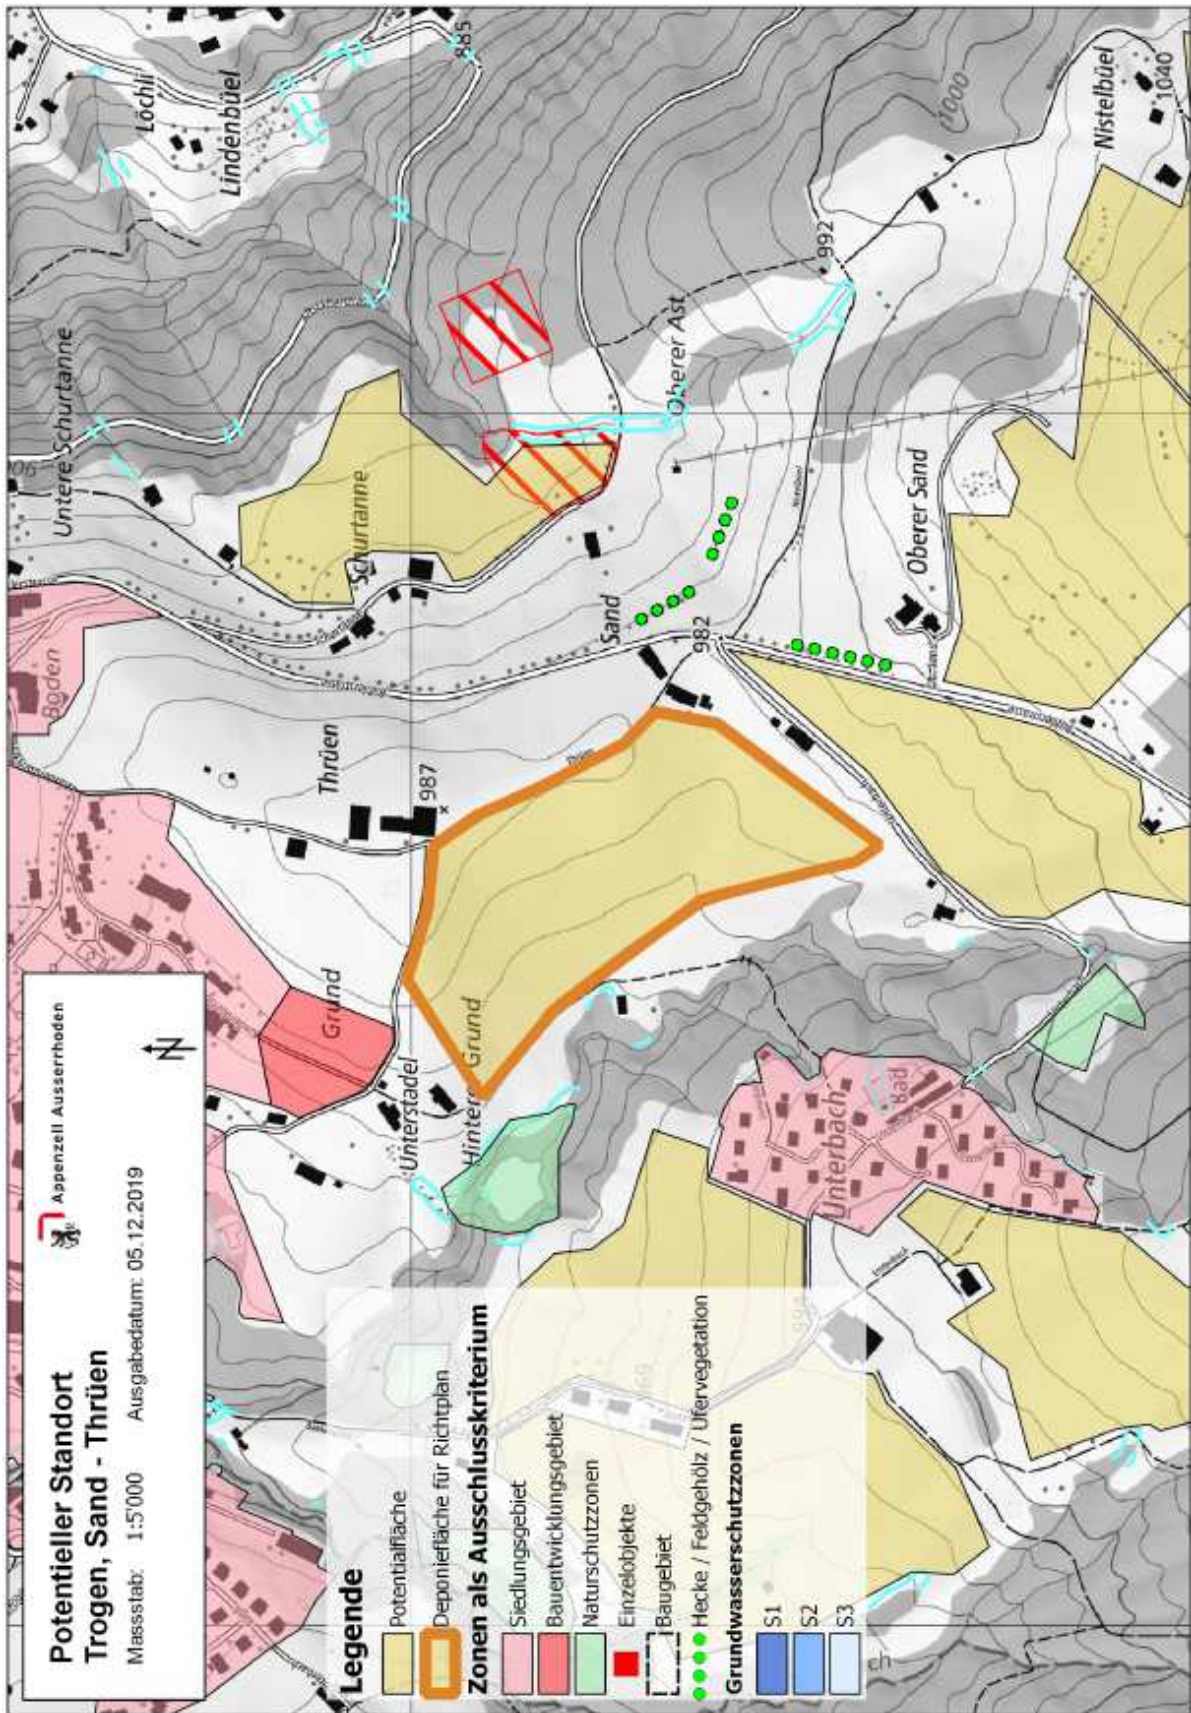 Potentieller Standort
Trogen, Sand - Thrüen
Massstab: 1:5'000 Ausgabedatum: 05.12.2019
Appenzell Ausserrhoden
N
Legende
Potentialfläche
Deponiefläche für Richtplan
Zonen als Ausschlusskriterium
Siedlungsgebiet
Bauentwicklungsgebiet
Naturschutzzonen
Einzelobjekte
Baugebiet
Hecke / Feldgehölz / Ufervegetation
Grundwasserschutzzonen
S1
S2
S3
Grund
Unterstadel
Hinterer Grund
Boden
Thrüen
987
Untere Schurtanne
Schurtanne
Löchli
Lindenbüel
885
Sand
982
Oberer Ast
992
1000
Nistelbüel
1040
Oberer Sand
Unterbach
Bad
Unterbach
ch